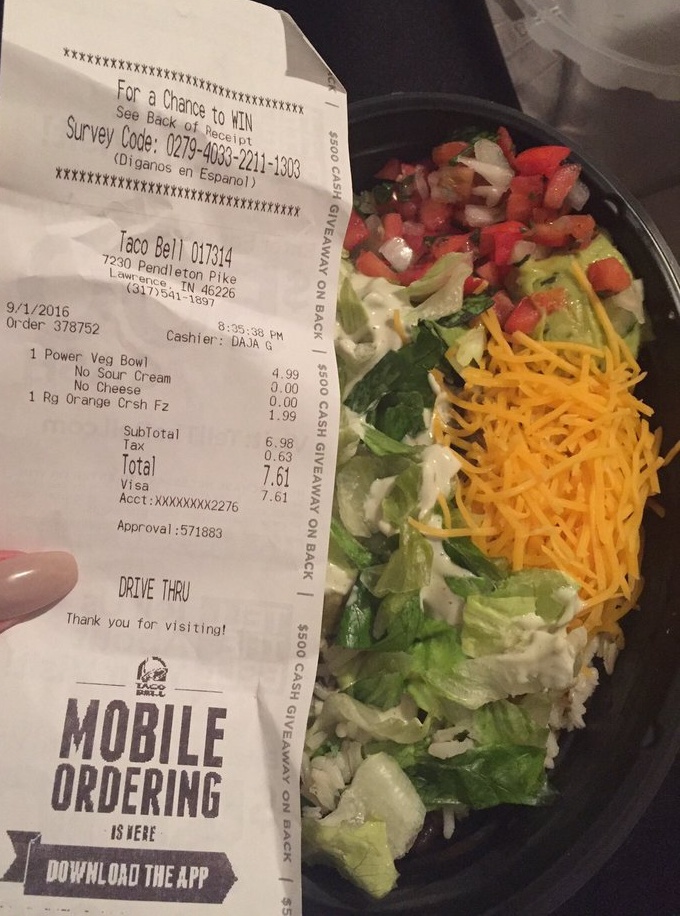 xxxxxxxxxxxxxxxxxxxxxxxxxxxxxxxx
For a Chance to WIN
See Back of Receipt
Survey Code: 0279-4033-2211-1303
(Diganos en Espanol)
xxxxxxxxxxxxxxxxxxxxxxxxxxxxxxxx
Taco Bell 017314
7230 Pendleton Pike
Lawrence, IN 46226
(317)541-1897
9/1/2016 8:35:38 PM
Order 378752 Cashier: DAJA G
1 Power Veg Bowl 4.99
No Sour Cream 0.00
No Cheese 0.00
1 Rg Orange Crsh Fz 1.99
SubTotal 6.98
Tax 0.63
Total 7.61
Visa 7.61
Acct:XXXXXXXX2276
Approval:571883
DRIVE THRU
Thank you for visiting!
TACO
BELL
MOBILE
ORDERING
IS HERE
DOWNLOAD THE APP
CK | $500 CASH GIVEAWAY ON BACK | $500 CASH GIVEAWAY ON BACK | $500 CASH GIVEAWAY ON BACK | $5